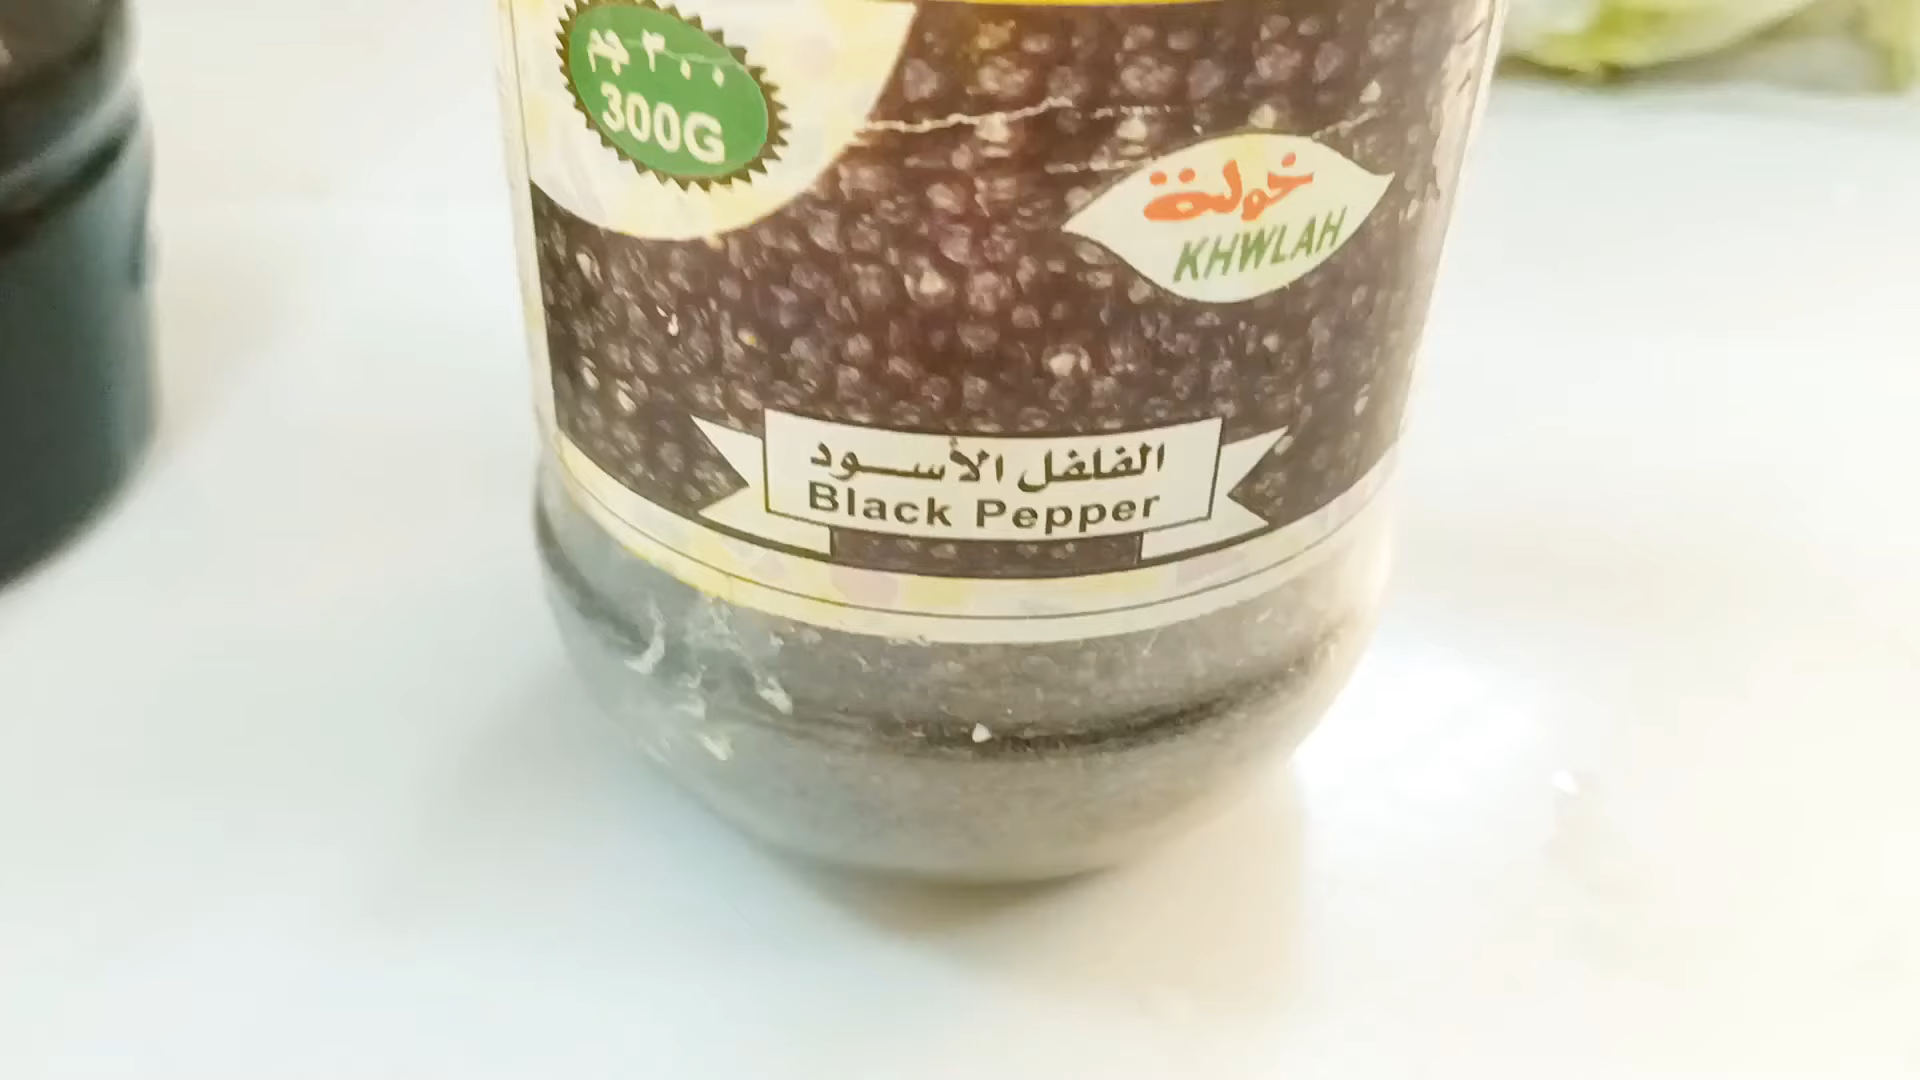 ٣٠٠ جم
300G
خولة
KHWLAH
الفلفل الأسود
Black Pepper